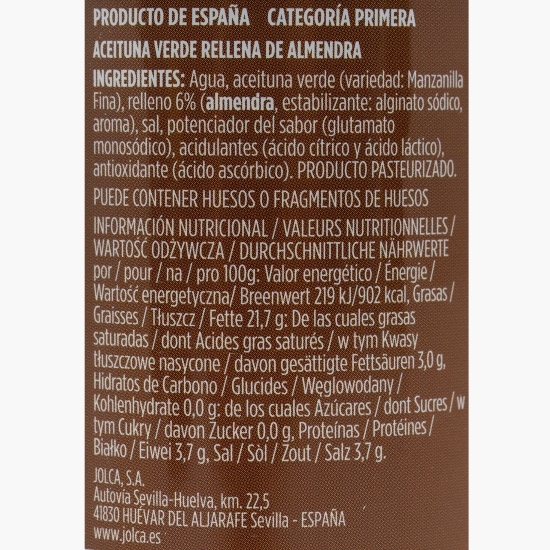 PRODUCTO DE ESPAÑA CATEGORÍA PRIMERA
ACEITUNA VERDE RELLENA DE ALMENDRA
INGREDIENTES: Agua, aceituna verde (variedad: Manzanilla
Fina), relleno 6% (almendra, estabilizante: alginato sódico,
aroma), sal, potenciador del sabor (glutamato
monosódico), acidulantes (ácido cítrico y ácido láctico),
antioxidante (ácido ascórbico). PRODUCTO PASTEURIZADO.
PUEDE CONTENER HUESOS O FRAGMENTOS DE HUESOS
INFORMACIÓN NUTRICIONAL / VALEURS NUTRITIONNELLES /
WARTOŚĆ ODŻYWCZA / DURCHSCHNITTLICHE NÄHRWERTE
por / pour / na / pro 100g: Valor energético / Énergie /
Wartość energetyczna/ Breenwert 219 kJ/902 kcal, Grasas /
Graisses / Tłuszcz / Fette 21,7 g: De las cuales grasas
saturadas / dont Acides gras saturés / w tym Kwasy
tłuszczowe nasycone / davon gesättigte Fettsäuren 3,0 g,
Hidratos de Carbono / Glucides / Węglowodany /
Kohlenhydrate 0,0 g: de los cuales Azúcares / dont Sucres / w
tym Cukry / davon Zucker 0,0 g, Proteínas / Protéines /
Białko / Eiwei 3,7 g, Sal / Sòl / Zout / Salz 3,7 g.
JOLCA, S.A.
Autovía Sevilla-Huelva, km. 22,5
41830 HUÉVAR DEL ALJARAFE Sevilla - ESPAÑA
www.jolca.es